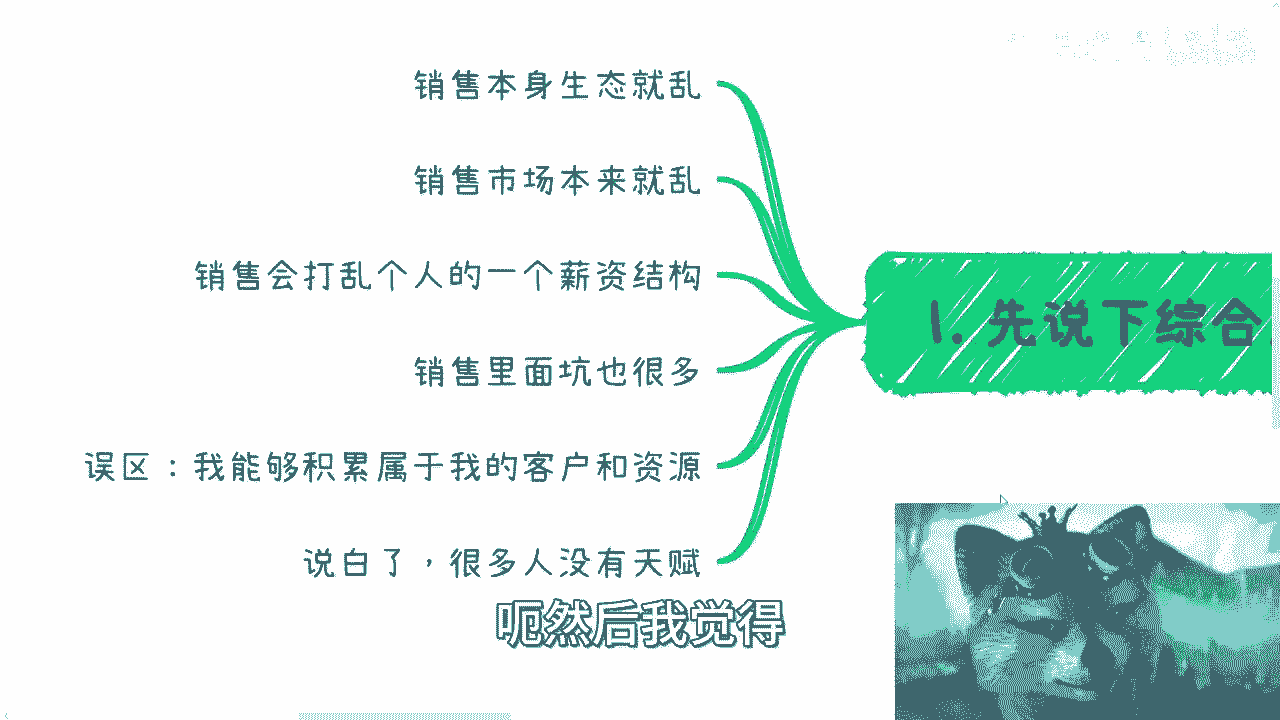 销售本身生态就乱
销售市场本来就乱
销售会打乱个人的一个薪资结构
1. 先说下综合
销售里面坑也很多
误区：我能够积累属于我的客户和资源
说白了，很多人没有天赋
呃然后我觉得